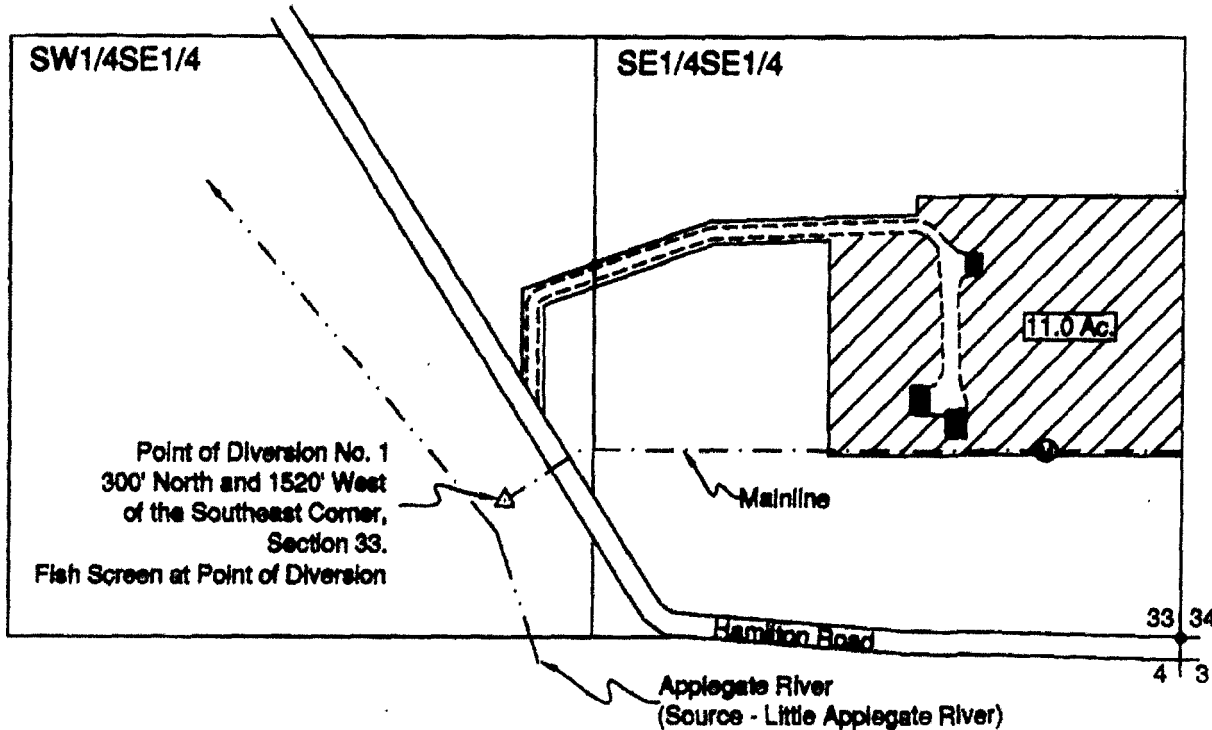 SW1/4SE1/4
SE1/4SE1/4
11.0 Ac.
Point of Diversion No. 1
300' North and 1520' West
of the Southeast Corner,
Section 33.
Fish Screen at Point of Diversion
Mainline
M
Hamilton Road
33 34
4 3
Applegate River
(Source - Little Applegate River)